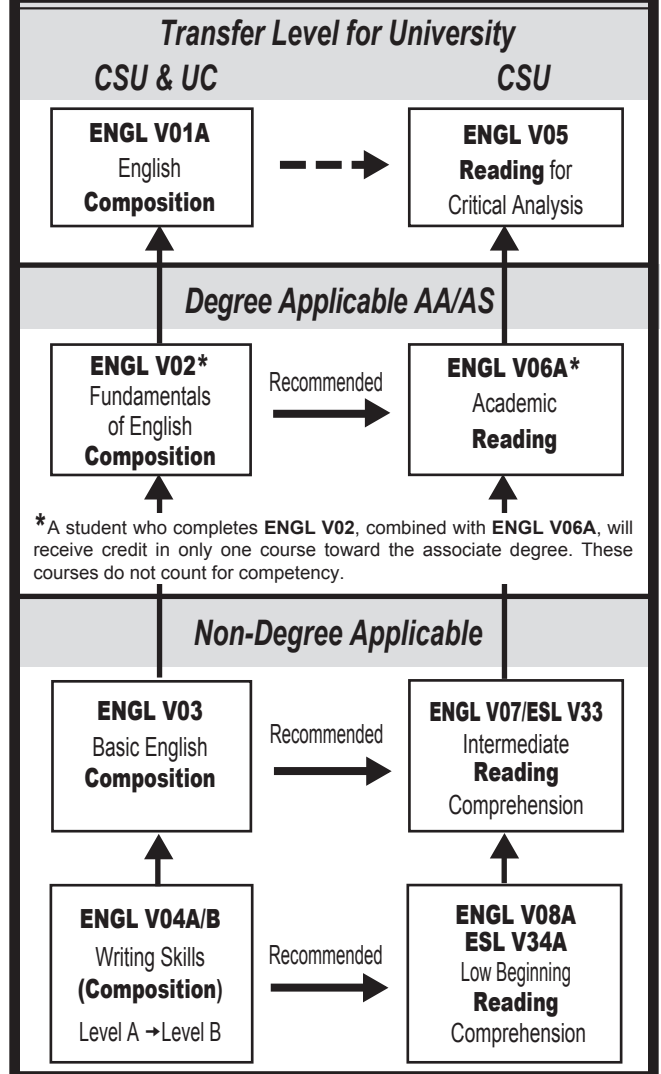 Transfer Level for University
CSU & UC
CSU
ENGL V01A
English
Composition
ENGL V05
Reading for
Critical Analysis
Degree Applicable AA/AS
ENGL V02*
Fundamentals
of English
Composition
Recommended
ENGL V06A*
Academic
Reading
*A student who completes ENGL V02, combined with ENGL V06A, will
receive credit in only one course toward the associate degree. These
courses do not count for competency.
Non-Degree Applicable
ENGL V03
Basic English
Composition
Recommended
ENGL V07/ESL V33
Intermediate
Reading
Comprehension
ENGL V04A/B
Writing Skills
(Composition)
Level A →Level B
Recommended
ENGL V08A
ESL V34A
Low Beginning
Reading
Comprehension